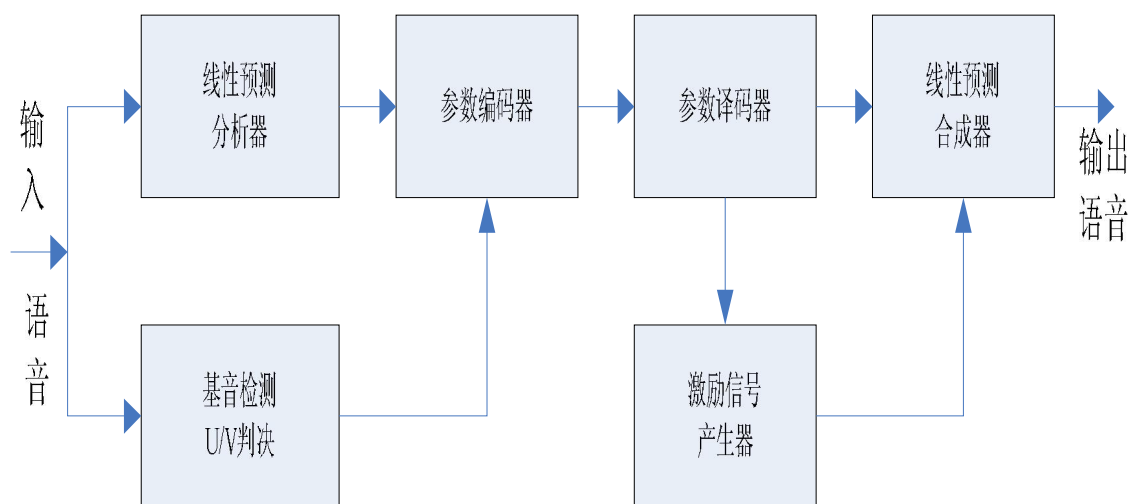 输入
语音
线性预测
分析器
参数编码器
参数译码器
线性预测
合成器
输出
语音
基音检测
U/V判决
激励信号
产生器